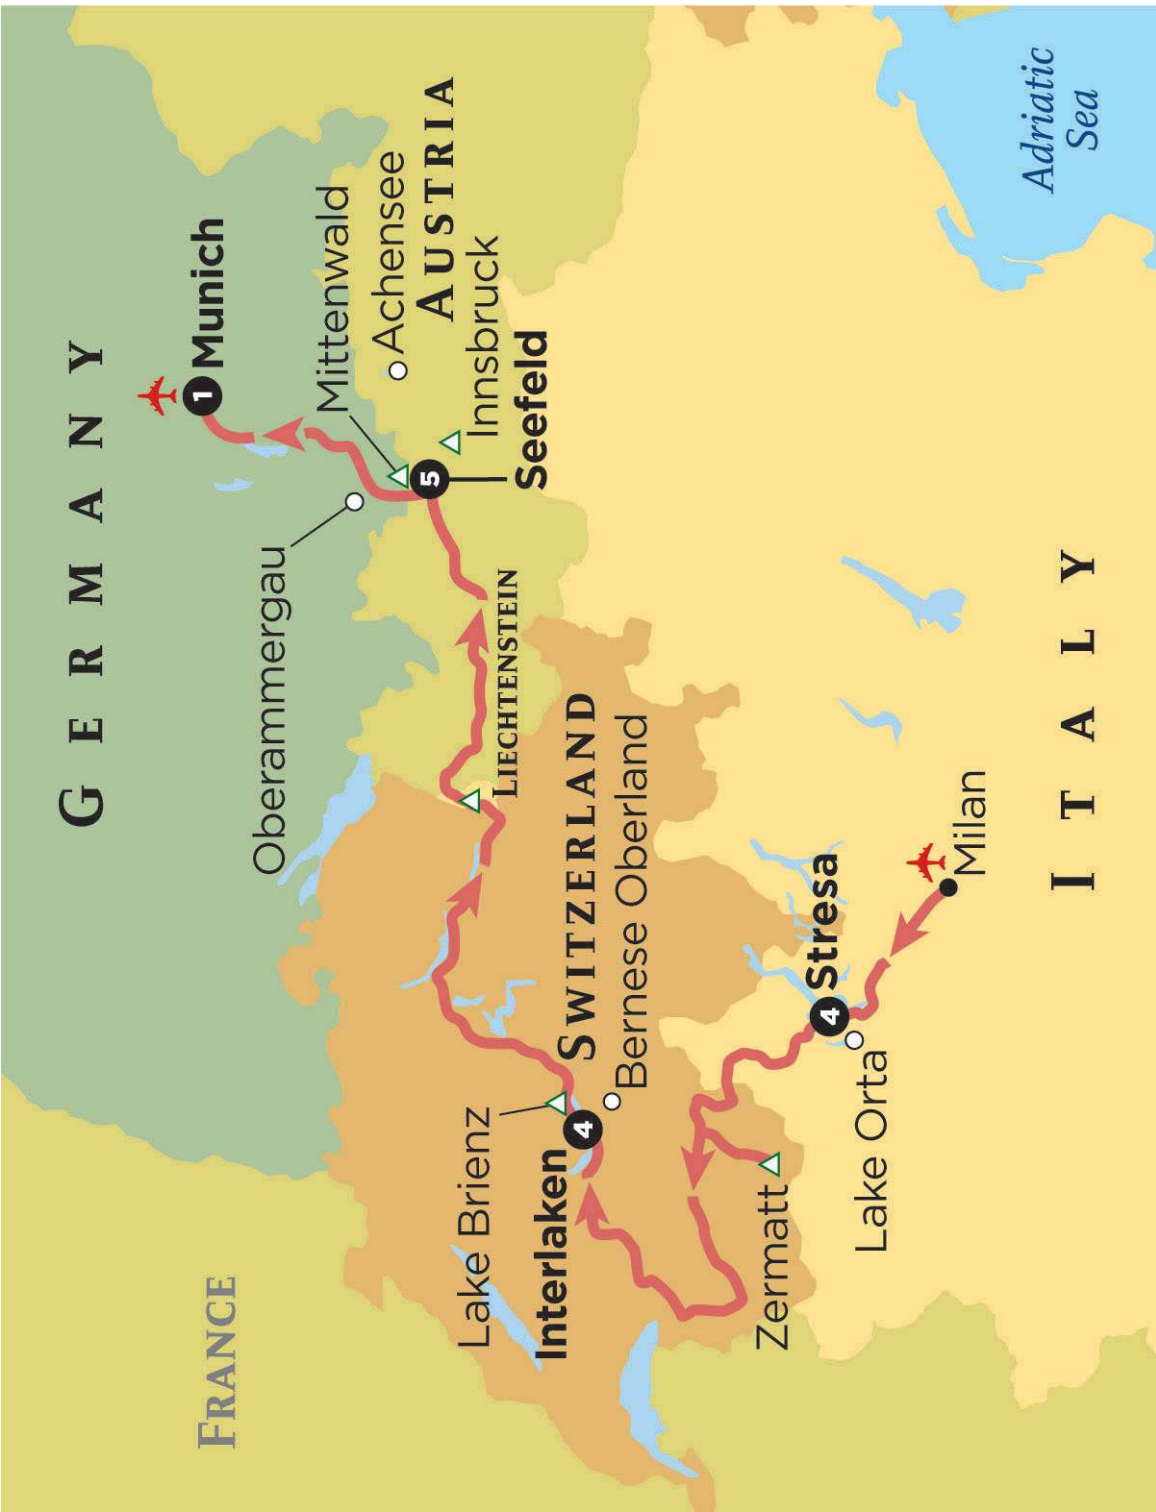 GERMANY
FRANCE
1
Munich
Oberammergau
Mittenwald
Achensee
AUSTRIA
Innsbruck
5
Seefeld
LIECHTENSTEIN
Lake Brienz
4
Interlaken
SWITZERLAND
Bernese Oberland
Zermatt
4
Stresa
Lake Orta
Milan
ITALY
Adriatic
Sea